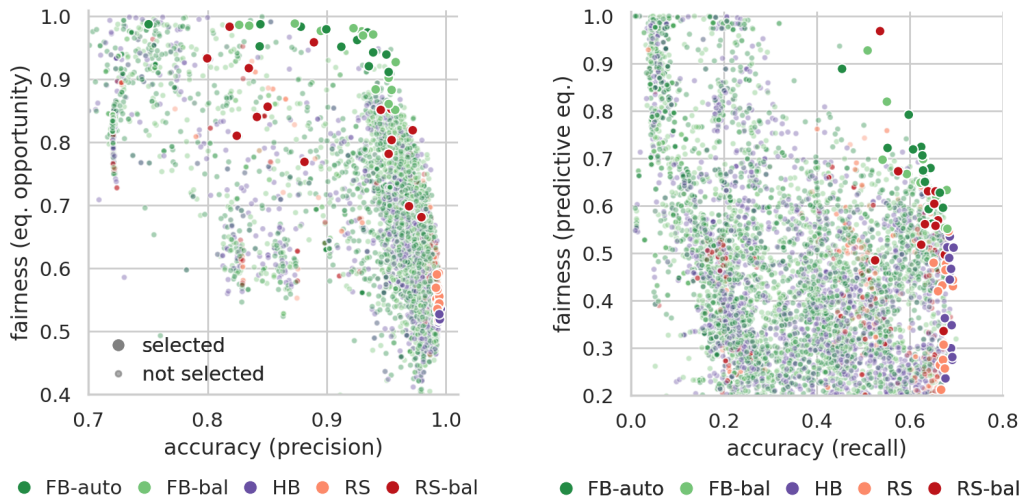 1.0
0.9
0.8
0.7
0.6
0.5
0.4
fairness (eq. opportunity)
selected
not selected
0.7 0.8 0.9 1.0
accuracy (precision)
FB-auto FB-bal HB RS RS-bal
1.0
0.9
0.8
0.7
0.6
0.5
0.4
0.3
0.2
fairness (predictive eq.)
0.0 0.2 0.4 0.6 0.8
accuracy (recall)
FB-auto FB-bal HB RS RS-bal